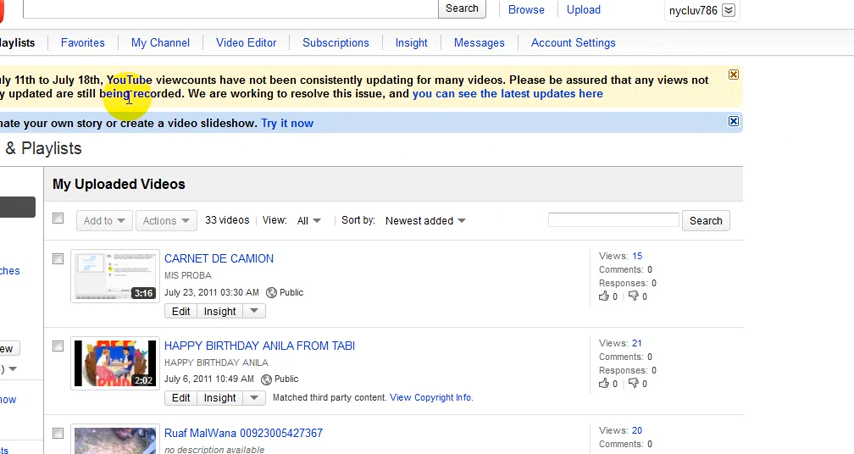 Search Browse Upload nycluv786
laylists Favorites My Channel Video Editor Subscriptions Insight Messages Account Settings
uly 11th to July 18th, YouTube viewcounts have not been consistently updating for many videos. Please be assured that any views not
y updated are still being recorded. We are working to resolve this issue, and you can see the latest updates here
nate your own story or create a video slideshow. Try it now
& Playlists
My Uploaded Videos
Add to Actions 33 videos View: All Sort by: Newest added Search
CARNET DE CAMION
MIS PROBA
July 23, 2011 03:30 AM Public
Edit Insight
3:16
Views: 15
Comments: 0
Responses: 0
0 0
ches
HAPPY BIRTHDAY ANILA FROM TABI
HAPPY BIRTHDAY ANILA
July 6, 2011 10:49 AM Public
Edit Insight Matched third party content. View Copyright Info.
2:02
Views: 21
Comments: 0
Responses: 0
0 0
ew
)
now
Ruaf MalWana 00923005427367
no description available
Views: 20
Comments: 0
sts